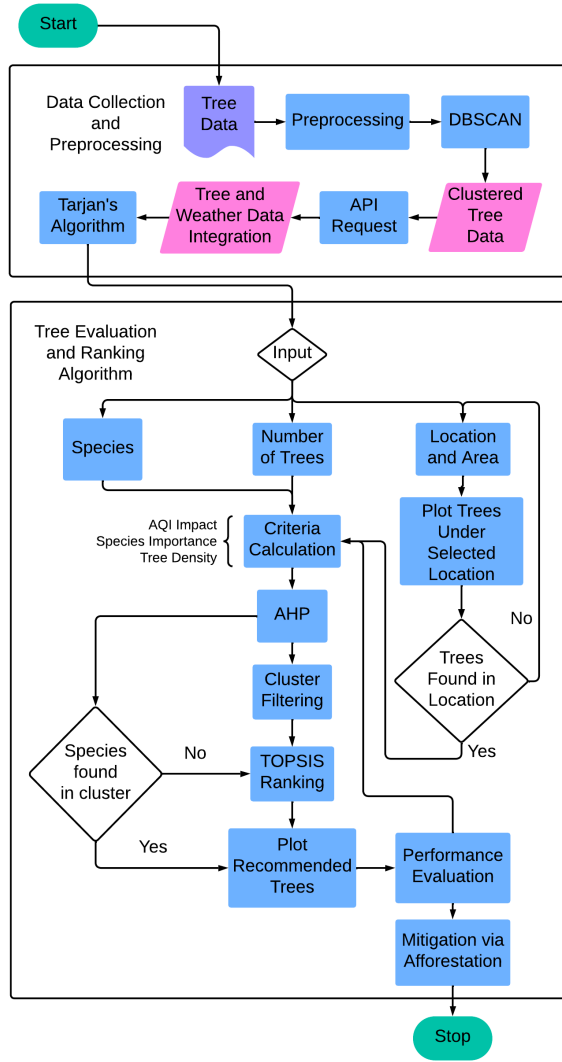 Start
Data Collection
and
Preprocessing
Tree
Data
Preprocessing
DBSCAN
Tarjan's
Algorithm
Tree and
Weather Data
Integration
API
Request
Clustered
Tree
Data
Tree Evaluation
and Ranking
Algorithm
Input
Species
Number
of Trees
Location
and Area
AQI Impact
Species Importance
Tree Density
Criteria
Calculation
Plot Trees
Under
Selected
Location
AHP
No
Trees
Found in
Location
Cluster
Filtering
Yes
Species
found
in cluster
No
TOPSIS
Ranking
Yes
Plot
Recommended
Trees
Performance
Evaluation
Mitigation via
Afforestation
Stop